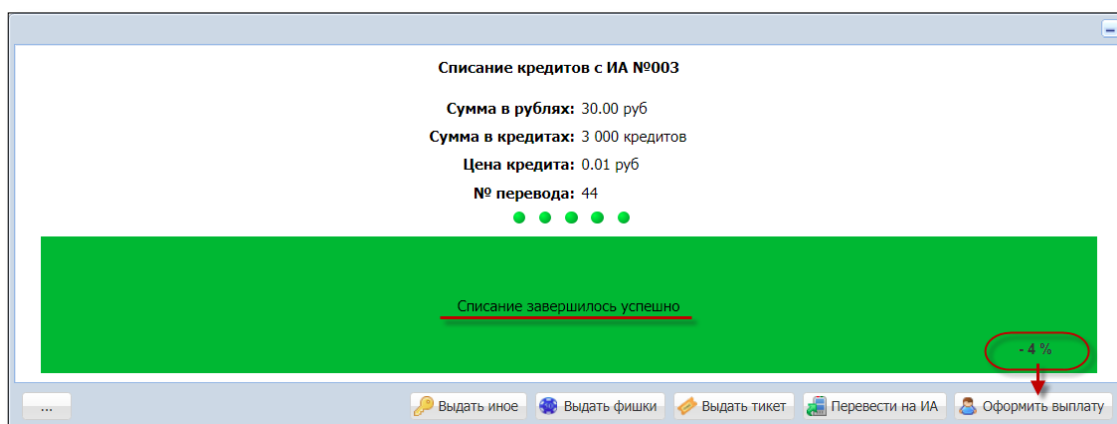 Списание кредитов с ИА №003
Сумма в рублях: 30.00 руб
Сумма в кредитах: 3 000 кредитов
Цена кредита: 0.01 руб
№ перевода: 44
Списание завершилось успешно
- 4 %
... Выдать иное Выдать фишки Выдать тикет Перевести на ИА Оформить выплату